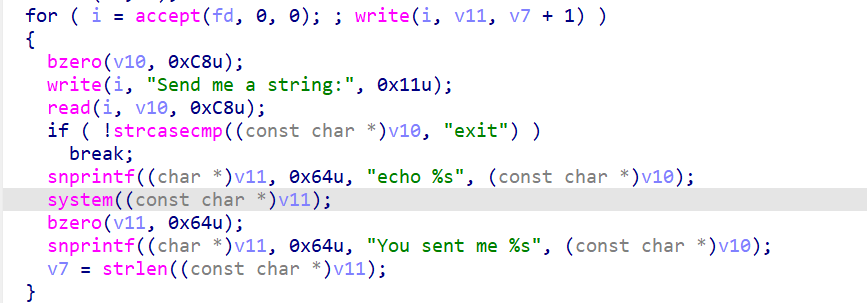 for ( i = accept(fd, 0, 0); ; write(i, v11, v7 + 1) )
{
bzero(v10, 0xC8u);
write(i, "Send me a string:", 0x11u);
read(i, v10, 0xC8u);
if ( !strcasecmp((const char *)v10, "exit") )
break;
snprintf((char *)v11, 0x64u, "echo %s", (const char *)v10);
system((const char *)v11);
bzero(v11, 0x64u);
snprintf((char *)v11, 0x64u, "You sent me %s", (const char *)v10);
v7 = strlen((const char *)v11);
}